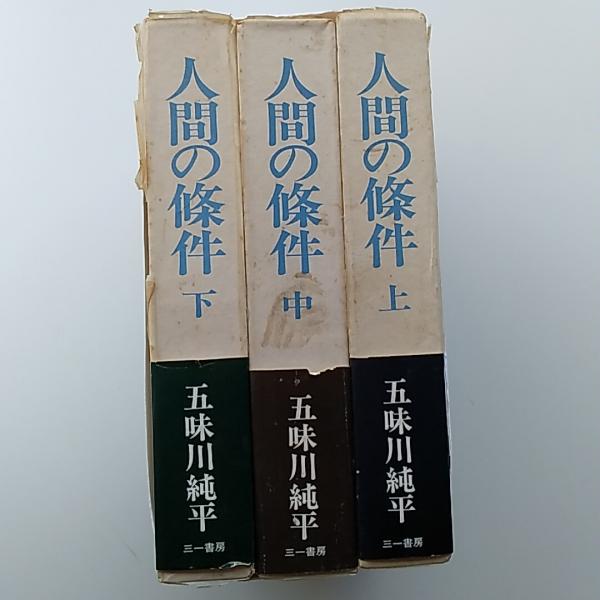 人間の條件 上
五味川純平
三一書房
人間の條件 中
五味川純平
三一書房
人間の條件 下
五味川純平
三一書房